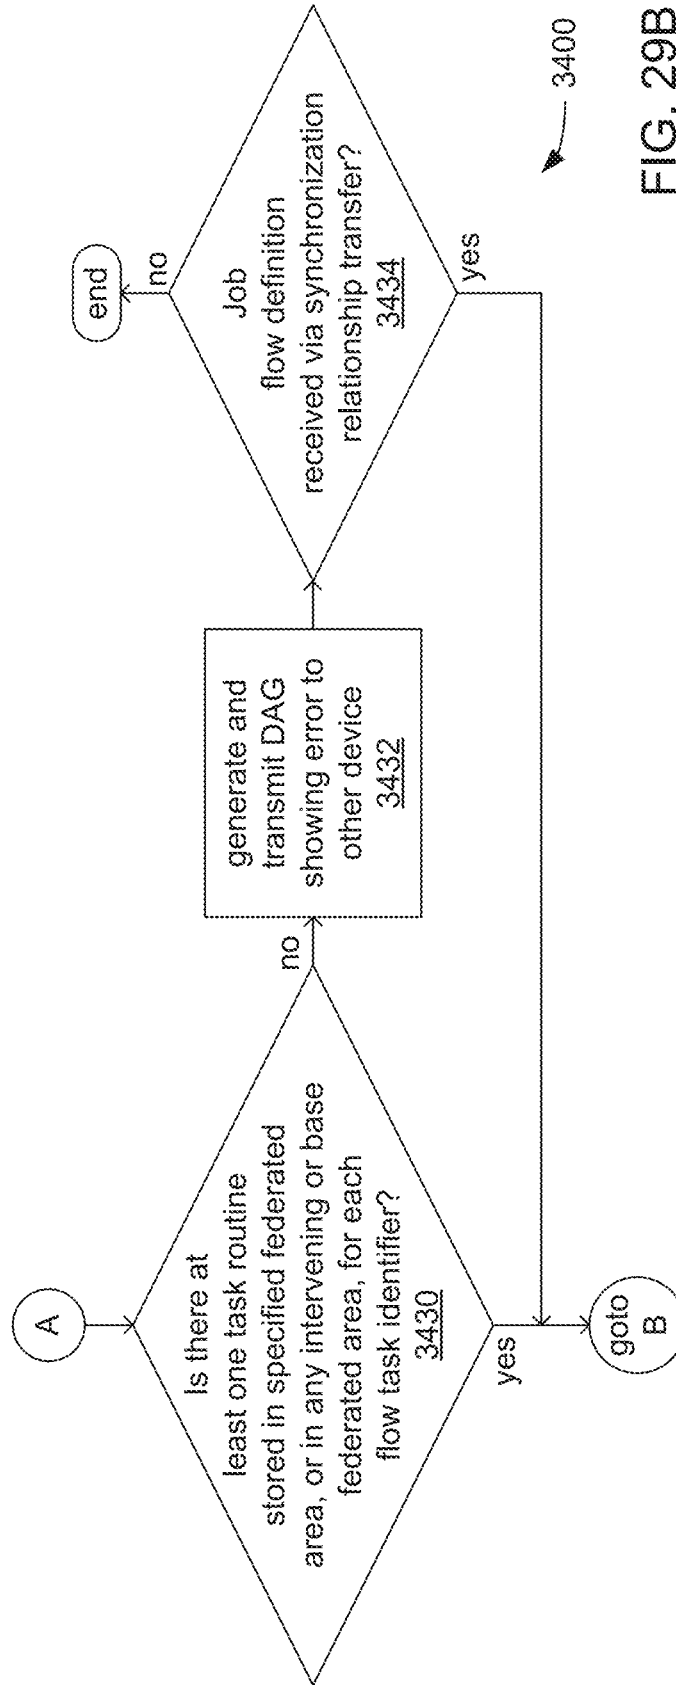 A
Is there at
least one task routine
stored in specified federated
area, or in any intervening or base
federated area, for each
flow task identifier?
3430
no
yes
generate and
transmit DAG
showing error to
other device
3432
Job
flow definition
received via synchronization
relationship transfer?
3434
no
end
yes
goto
B
3400
FIG. 29B